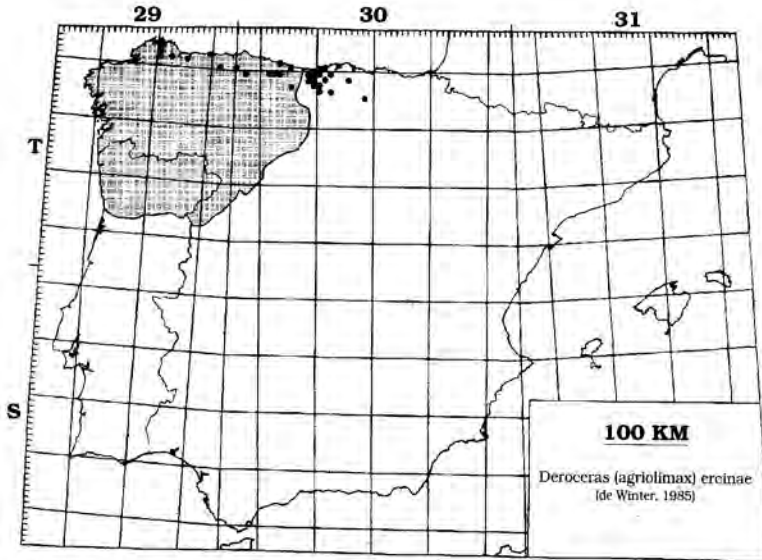 29 30 31
T
S
100 KM
Deroceras (agriolimax) ercinae
(de Winter, 1985)